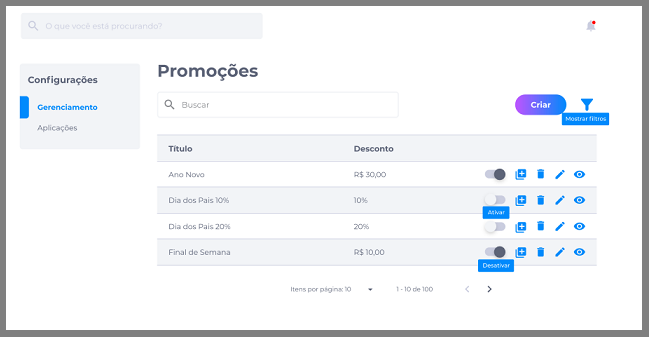 O que você está procurando?
Configurações
Gerenciamento
Aplicações
Promoções
Buscar
Criar
Mostrar filtros
Título Desconto
Ano Novo R$ 30,00
Dia dos Pais 10% 10%
Ativar
Dia dos Pais 20% 20%
Final de Semana R$ 10,00
Desativar
Itens por página: 10 1 - 10 de 100